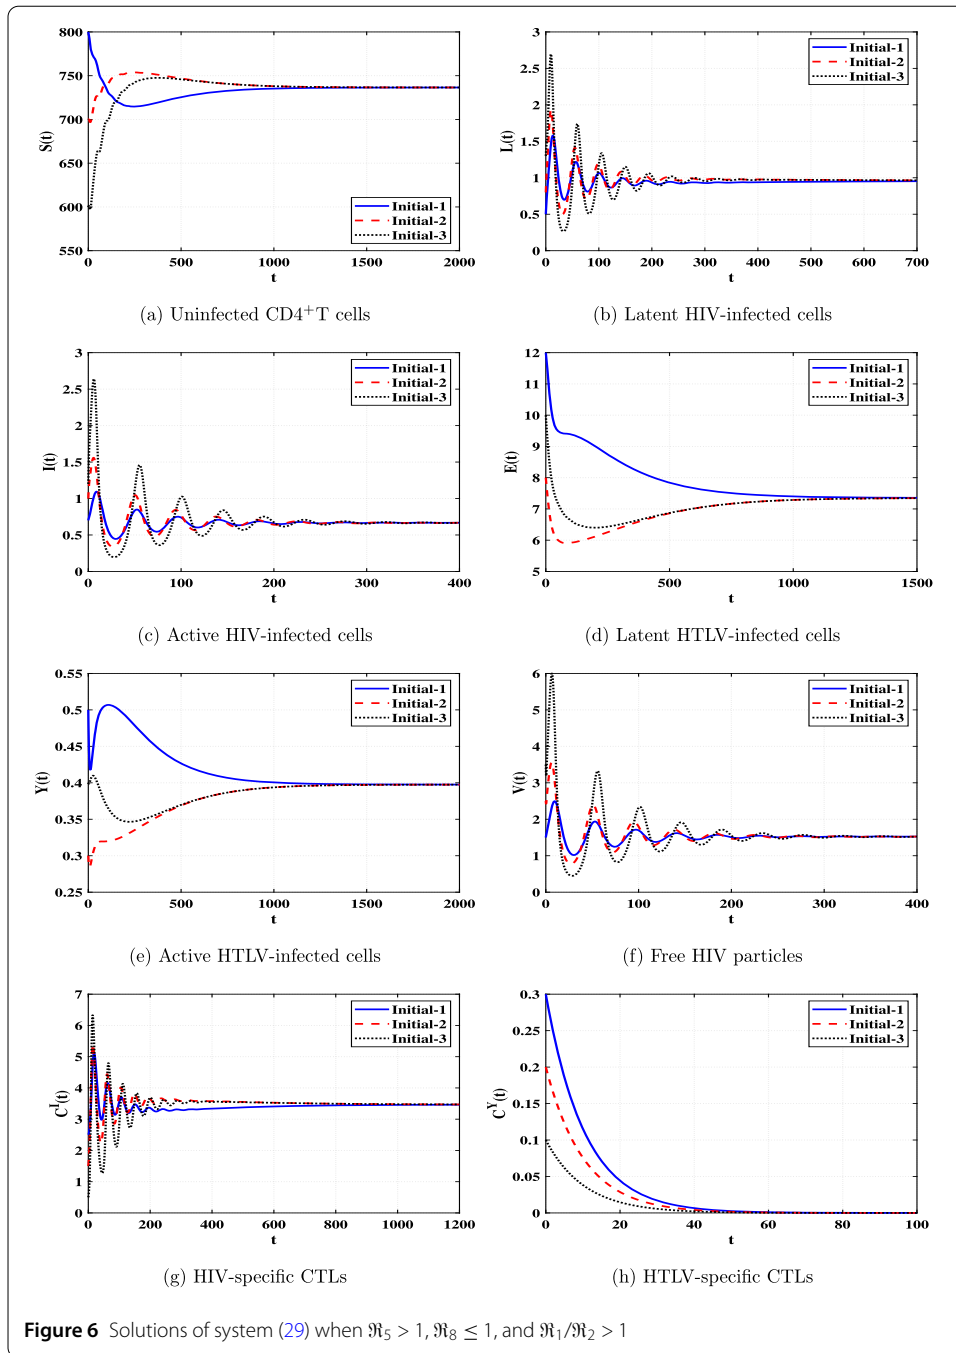 800
750
700
650
600
550
S(t)
Initial-1
Initial-2
Initial-3
0 500 1000 1500 2000
t
(a) Uninfected CD4⁺T cells
3
2.5
2
1.5
1
0.5
0
L(t)
Initial-1
Initial-2
Initial-3
0 100 200 300 400 500 600 700
t
(b) Latent HIV-infected cells
3
2.5
2
1.5
1
0.5
0
I(t)
Initial-1
Initial-2
Initial-3
0 100 200 300 400
t
(c) Active HIV-infected cells
12
11
10
9
8
7
6
5
E(t)
Initial-1
Initial-2
Initial-3
0 500 1000 1500
t
(d) Latent HTLV-infected cells
0.55
0.5
0.45
0.4
0.35
0.3
0.25
Y(t)
Initial-1
Initial-2
Initial-3
0 500 1000 1500 2000
t
(e) Active HTLV-infected cells
6
5
4
3
2
1
0
V(t)
Initial-1
Initial-2
Initial-3
0 100 200 300 400
t
(f) Free HIV particles
7
6
5
4
3
2
1
0
Cᴵ(t)
Initial-1
Initial-2
Initial-3
0 200 400 600 800 1000 1200
t
(g) HIV-specific CTLs
0.3
0.25
0.2
0.15
0.1
0.05
0
C^Y(t)
Initial-1
Initial-2
Initial-3
0 20 40 60 80 100
t
(h) HTLV-specific CTLs
Figure 6 Solutions of system (29) when ℜ₅ > 1, ℜ₈ ≤ 1, and ℜ₁/ℜ₂ > 1